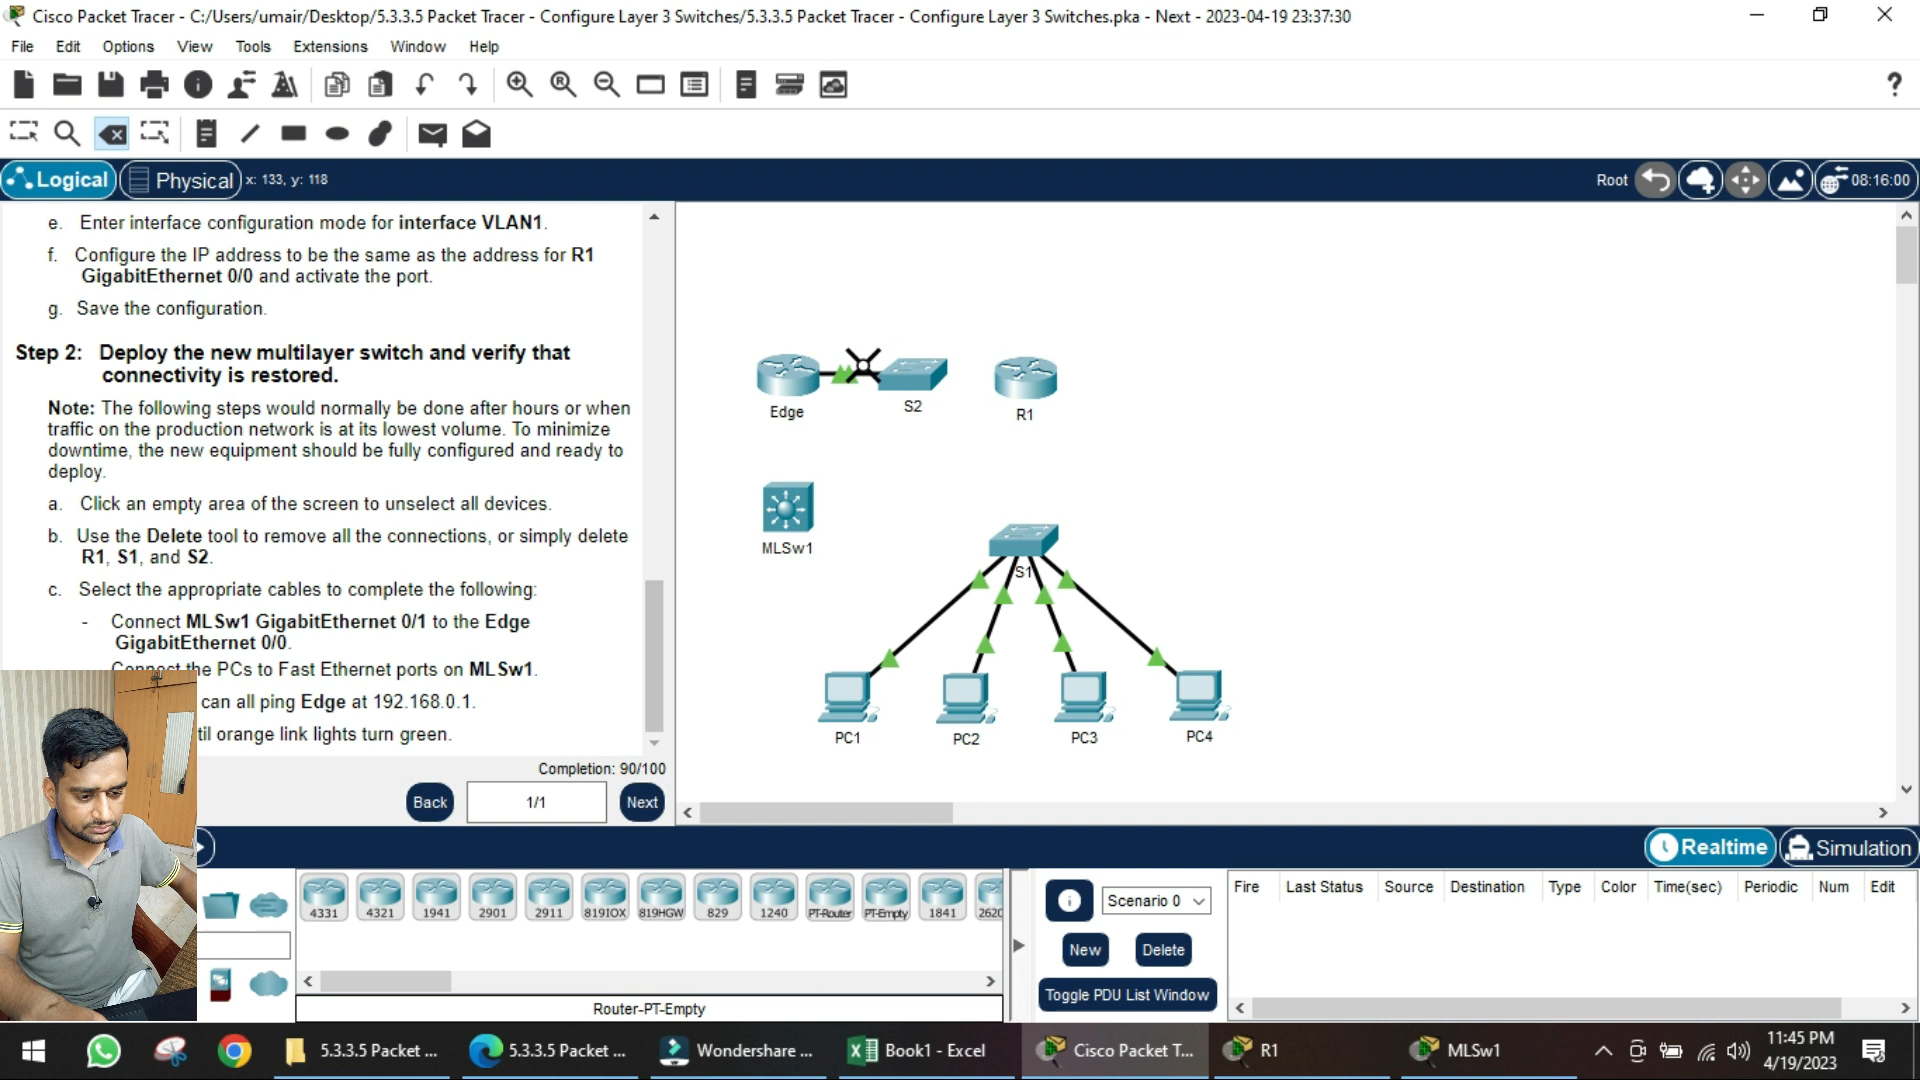 Cisco Packet Tracer - C:/Users/umair/Desktop/5.3.3.5 Packet Tracer - Configure Layer 3 Switches/5.3.3.5 Packet Tracer - Configure Layer 3 Switches.pka - Next - 2023-04-19 23:37:30
File Edit Options View Tools Extensions Window Help
Logical Physical x: 133, y: 118 Root 08:16:00
e. Enter interface configuration mode for interface VLAN1.
f. Configure the IP address to be the same as the address for R1
GigabitEthernet 0/0 and activate the port.
g. Save the configuration.
Step 2: Deploy the new multilayer switch and verify that
connectivity is restored.
Note: The following steps would normally be done after hours or when
traffic on the production network is at its lowest volume. To minimize
downtime, the new equipment should be fully configured and ready to
deploy.
a. Click an empty area of the screen to unselect all devices.
b. Use the Delete tool to remove all the connections, or simply delete
R1, S1, and S2.
c. Select the appropriate cables to complete the following:
- Connect MLSw1 GigabitEthernet 0/1 to the Edge
GigabitEthernet 0/0.
Connect the PCs to Fast Ethernet ports on MLSw1.
can all ping Edge at 192.168.0.1.
til orange link lights turn green.
Completion: 90/100
Back 1/1 Next
Edge S2 R1
MLSw1
S1
PC1 PC2 PC3 PC4
Realtime Simulation
4331 4321 1941 2901 2911 819IOX 819HGW 829 1240 PT-Router PT-Empty 1841 2620
Router-PT-Empty
Scenario 0
New Delete
Toggle PDU List Window
Fire Last Status Source Destination Type Color Time(sec) Periodic Num Edit
5.3.3.5 Packet ... 5.3.3.5 Packet ... Wondershare ... Book1 - Excel Cisco Packet T... R1 MLSw1
11:45 PM
4/19/2023